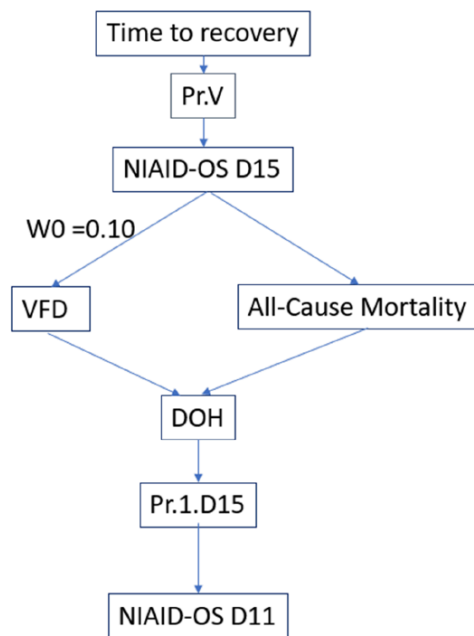 Time to recovery
Pr.V
NIAID-OS D15
W0 =0.10
VFD
All-Cause Mortality
DOH
Pr.1.D15
NIAID-OS D11